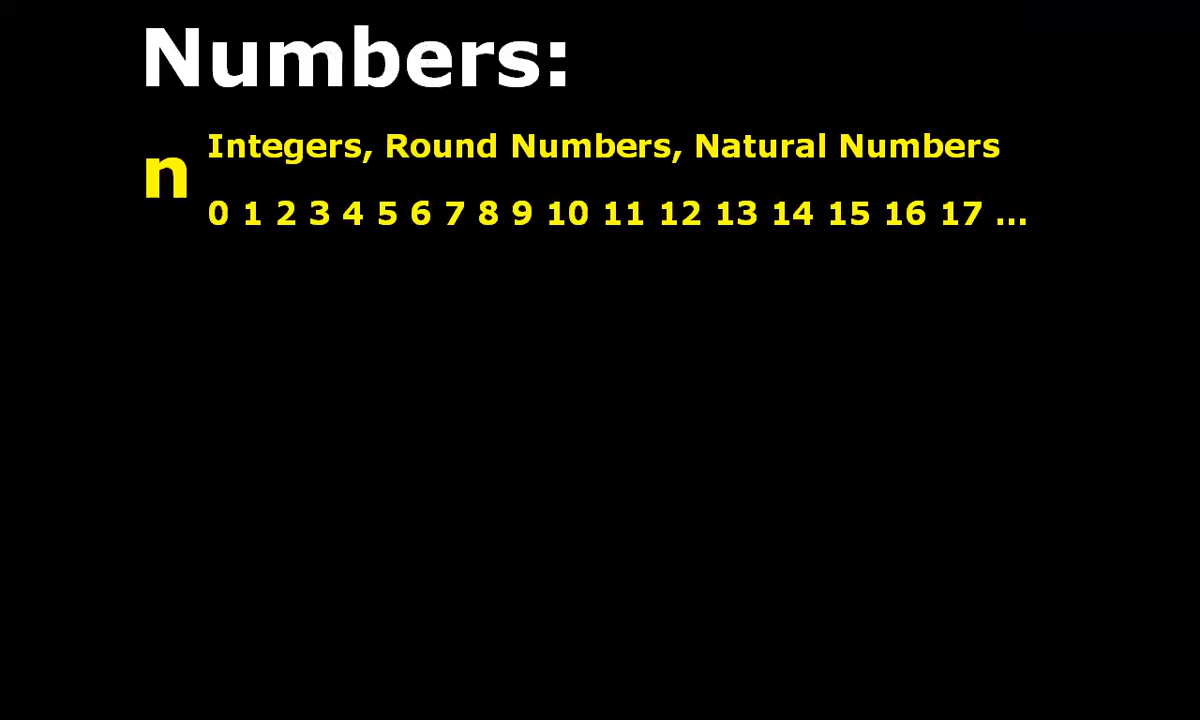 Numbers:
Integers, Round Numbers, Natural Numbers
n
0 1 2 3 4 5 6 7 8 9 10 11 12 13 14 15 16 17 ...